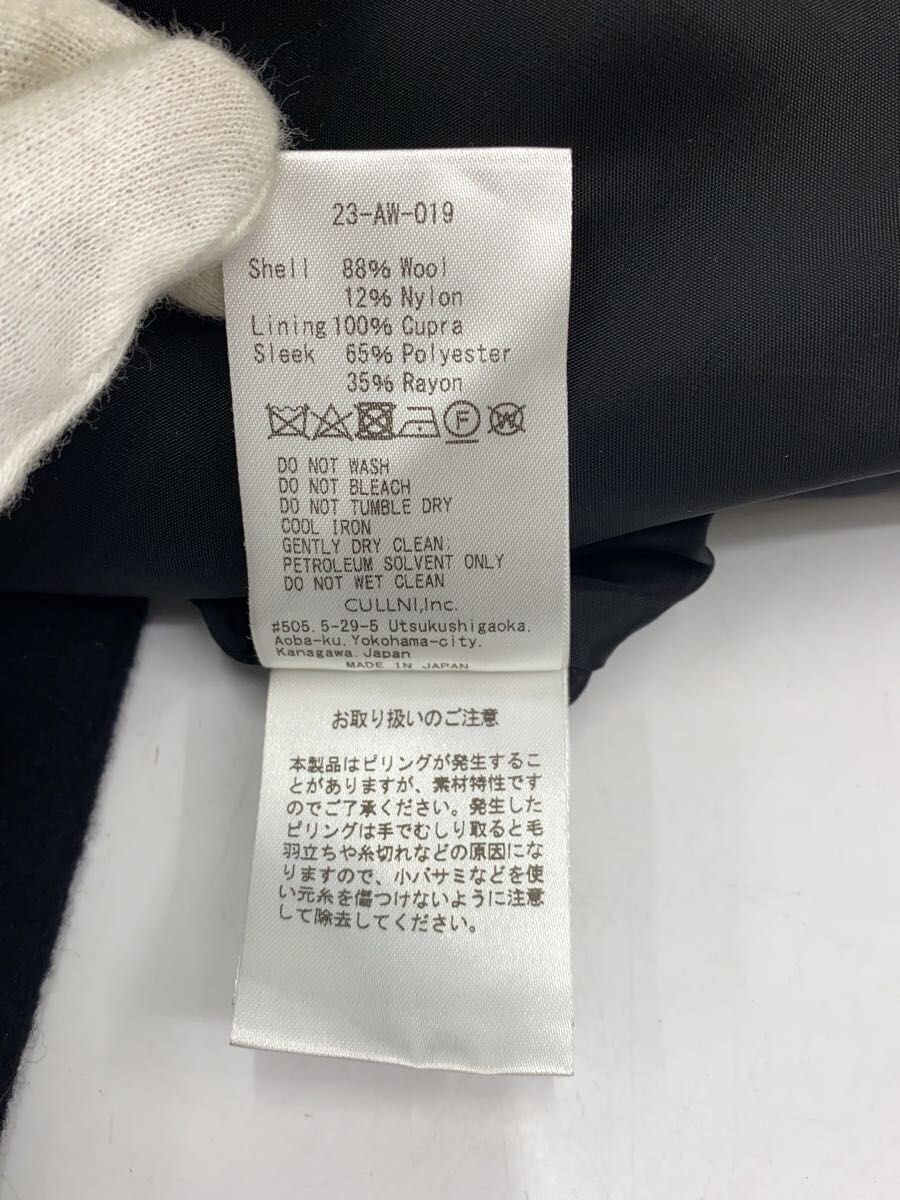 23-AW-019
Shell 88% Wool
12% Nylon
Lining 100% Cupra
Sleek 65% Polyester
35% Rayon
F W
DO NOT WASH
DO NOT BLEACH
DO NOT TUMBLE DRY
COOL IRON
GENTLY DRY CLEAN,
PETROLEUM SOLVENT ONLY
DO NOT WET CLEAN
CULLNI,Inc.
#505, 5-29-5 Utsukushigaoka,
Aoba-ku, Yokohama-city,
Kanagawa, Japan
MADE IN JAPAN
お取り扱いのご注意
本製品はピリングが発生するこ
とがありますが、素材特性です
のでご了承ください。発生した
ピリングは手でむしり取ると毛
羽立ちや糸切れなどの原因にな
りますので、小バサミなどを使
い元糸を傷つけないように注意
して除去してください。